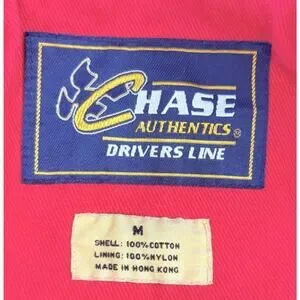 CHASE
AUTHENTICS®
DRIVERS LINE
M
SHELL: 100% COTTON
LINING: 100% NYLON
MADE IN HONG KONG